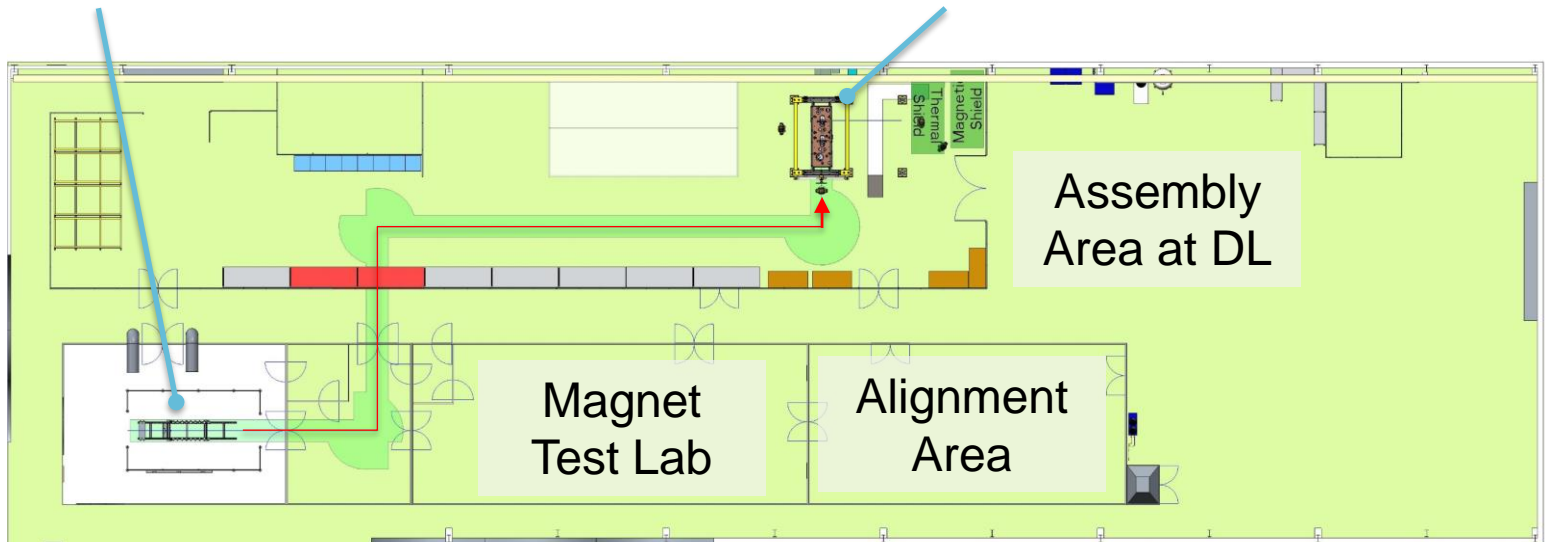 Thermal
Shield
Magnetic
Shield
Assembly
Area at DL
Magnet
Test Lab
Alignment
Area